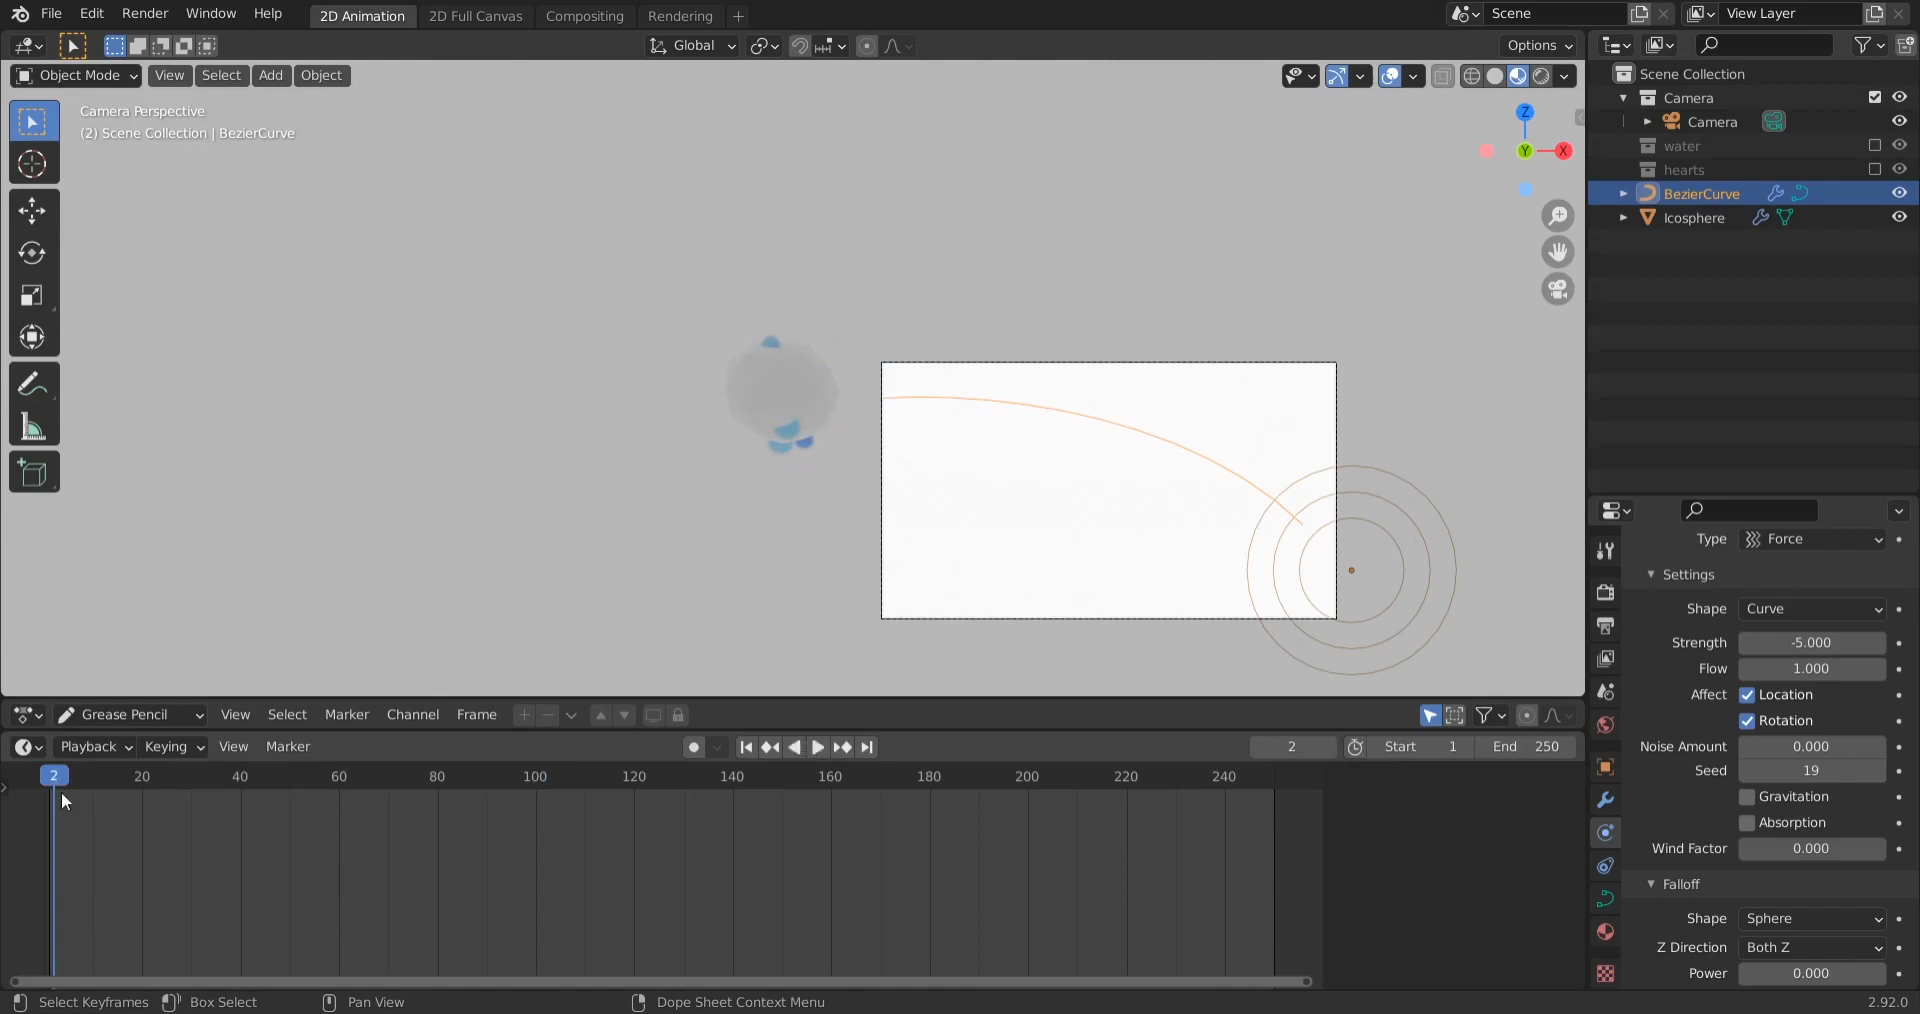 File Edit Render Window Help 2D Animation 2D Full Canvas Compositing Rendering + Scene View Layer
Global Options
Object Mode View Select Add Object
Camera Perspective
(2) Scene Collection | BezierCurve
Z
Y
X
Scene Collection
Camera
Camera
water
hearts
BezierCurve
Icosphere
Type Force
Settings
Shape Curve
Strength -5.000
Flow 1.000
Affect Location
Rotation
Noise Amount 0.000
Seed 19
Gravitation
Absorption
Wind Factor 0.000
Falloff
Shape Sphere
Z Direction Both Z
Power 0.000
Grease Pencil View Select Marker Channel Frame
Playback Keying View Marker 2 Start 1 End 250
2 20 40 60 80 100 120 140 160 180 200 220 240
Select Keyframes Box Select Pan View Dope Sheet Context Menu 2.92.0